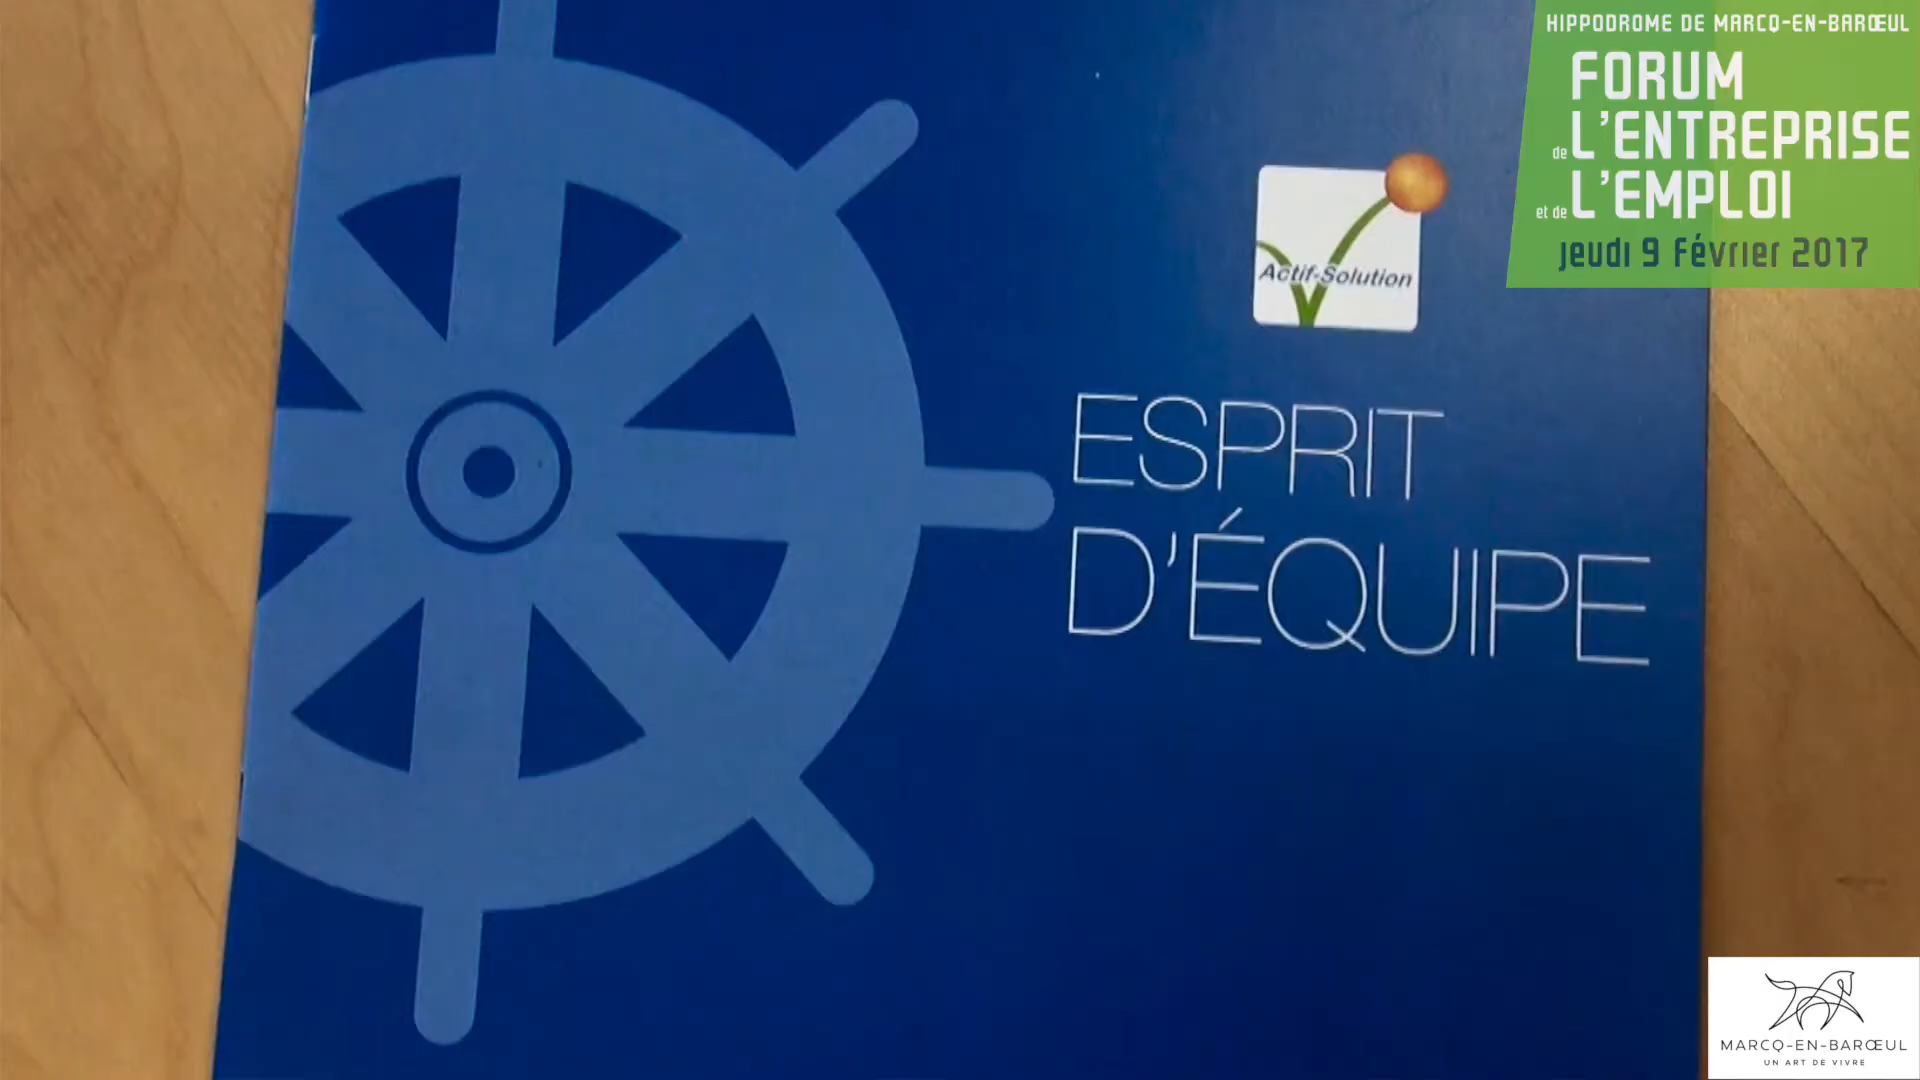 HIPPODROME DE MARCQ-EN-BARŒUL
FORUM
de L'ENTREPRISE
et de L'EMPLOI
jeudi 9 Février 2017
Actif-Solution
ESPRIT
D'ÉQUIPE
MARCQ-EN-BARŒUL
UN ART DE VIVRE